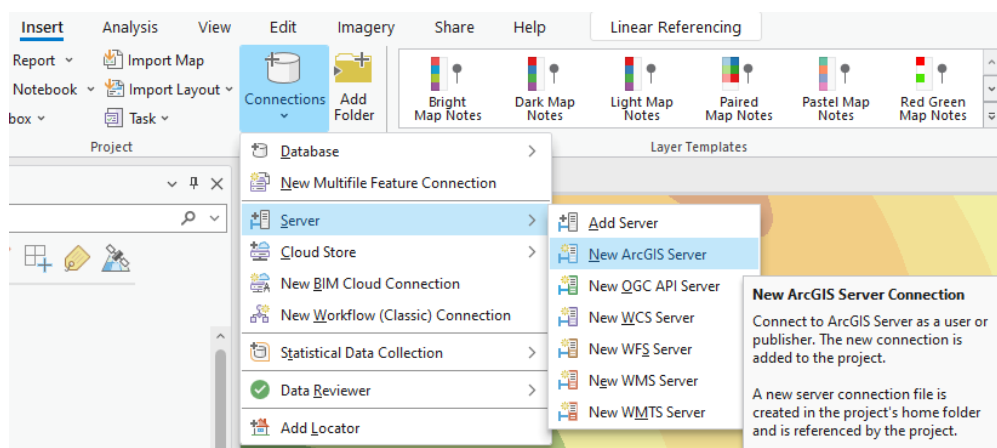 Insert Analysis View Edit Imagery Share Help Linear Referencing
Report Import Map
Notebook Import Layout
box Task
Project
Connections
Add
Folder
Bright
Map Notes
Dark Map
Notes
Light Map
Notes
Paired
Map Notes
Pastel Map
Notes
Red Green
Map Notes
Layer Templates
Database
New Multifile Feature Connection
Server
Cloud Store
New BIM Cloud Connection
New Workflow (Classic) Connection
Statistical Data Collection
Data Reviewer
Add Locator
Add Server
New ArcGIS Server
New OGC API Server
New WCS Server
New WFS Server
New WMS Server
New WMTS Server
New ArcGIS Server Connection
Connect to ArcGIS Server as a user or
publisher. The new connection is
added to the project.
A new server connection file is
created in the project's home folder
and is referenced by the project.